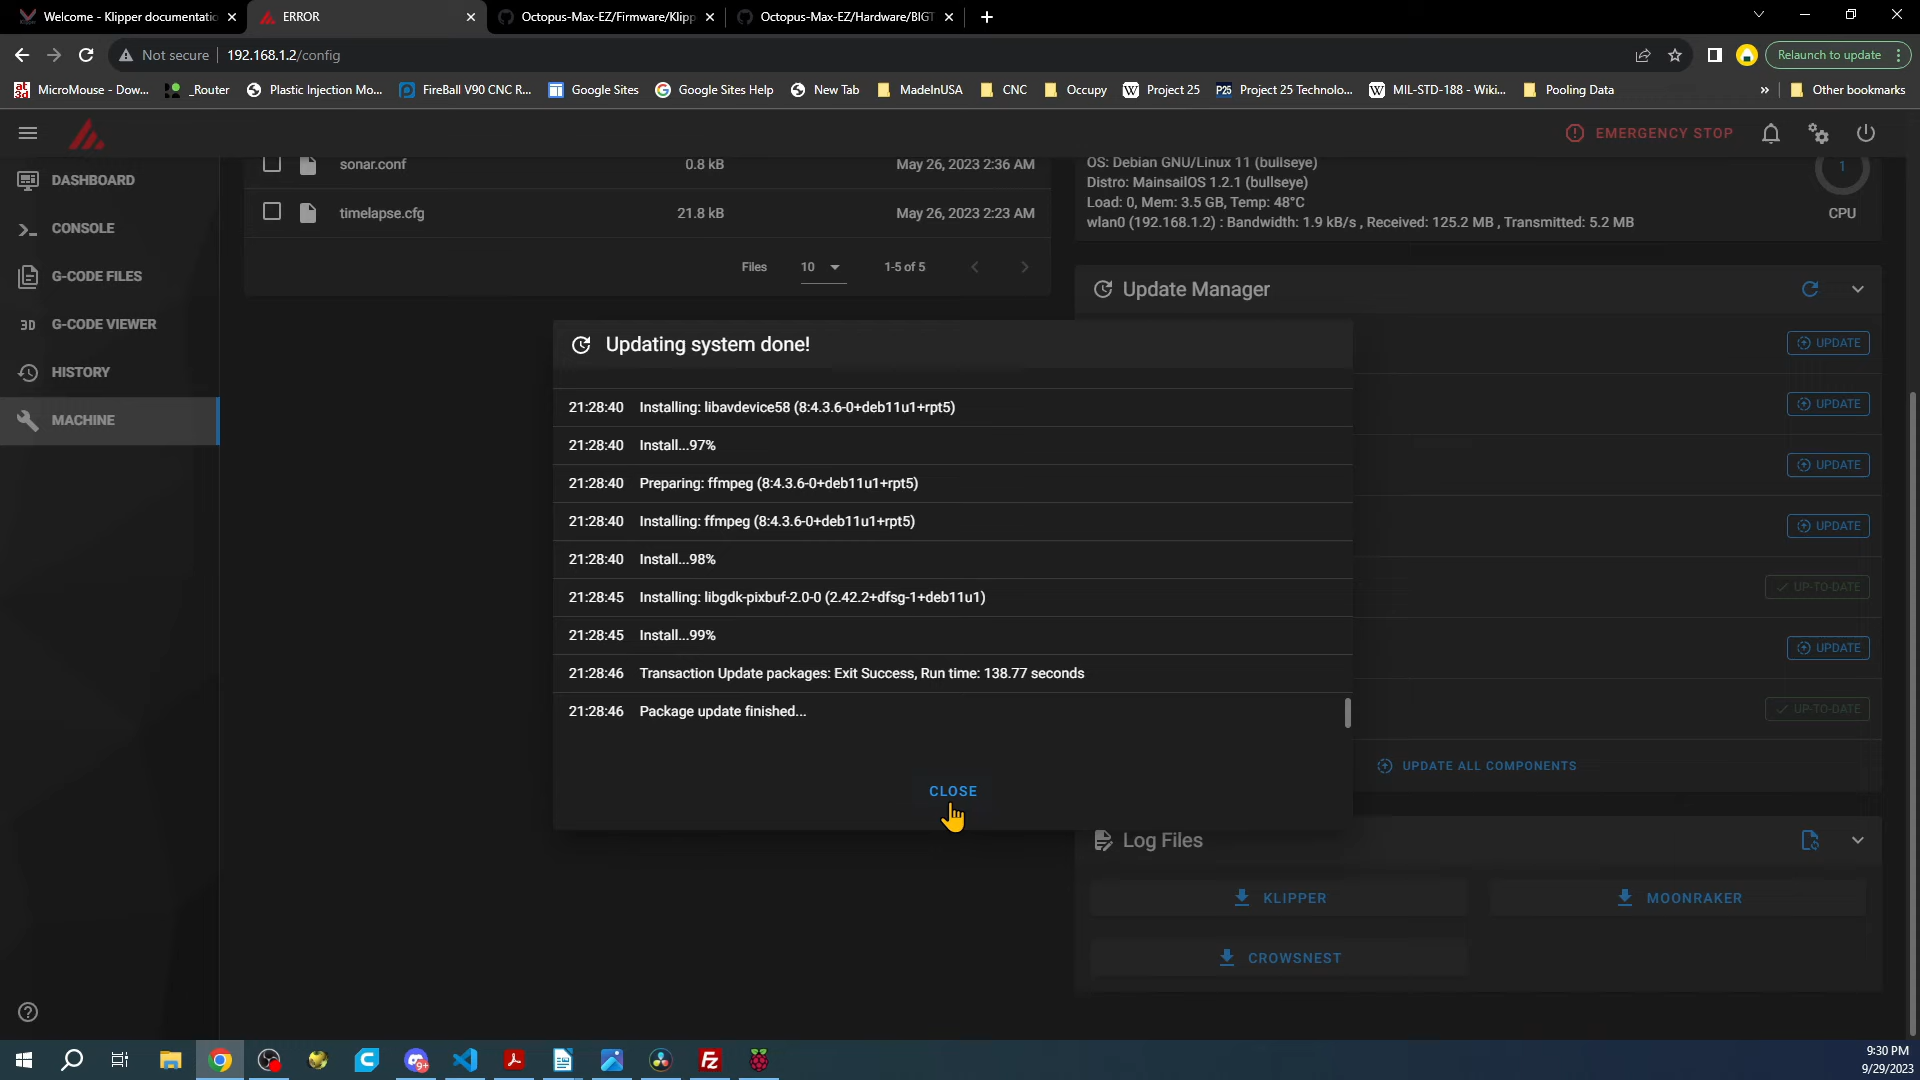 Welcome - Klipper documentatio
ERROR
Octopus-Max-EZ/Firmware/Klipp
Octopus-Max-EZ/Hardware/BIGT
Not secure
192.168.1.2/config
Relaunch to update
MicroMouse - Dow...
_Router
Plastic Injection Mo...
FireBall V90 CNC R...
Google Sites
Google Sites Help
New Tab
MadeInUSA
CNC
Occupy
Project 25
P25
Project 25 Technolo...
MIL-STD-188 - Wiki...
Pooling Data
»
Other bookmarks
EMERGENCY STOP
DASHBOARD
CONSOLE
G-CODE FILES
3D G-CODE VIEWER
HISTORY
MACHINE
sonar.conf 0.8 kB May 26, 2023 2:36 AM
timelapse.cfg 21.8 kB May 26, 2023 2:23 AM
Files 10 1-5 of 5
OS: Debian GNU/Linux 11 (bullseye)
Distro: MainsailOS 1.2.1 (bullseye)
Load: 0, Mem: 3.5 GB, Temp: 48°C
wlan0 (192.168.1.2) : Bandwidth: 1.9 kB/s , Received: 125.2 MB , Transmitted: 5.2 MB
1
CPU
Update Manager
UPDATE
UPDATE
UPDATE
UPDATE
UP-TO-DATE
UPDATE
UP-TO-DATE
UPDATE ALL COMPONENTS
Updating system done!
21:28:40 Installing: libavdevice58 (8:4.3.6-0+deb11u1+rpt5)
21:28:40 Install...97%
21:28:40 Preparing: ffmpeg (8:4.3.6-0+deb11u1+rpt5)
21:28:40 Installing: ffmpeg (8:4.3.6-0+deb11u1+rpt5)
21:28:40 Install...98%
21:28:45 Installing: libgdk-pixbuf-2.0-0 (2.42.2+dfsg-1+deb11u1)
21:28:45 Install...99%
21:28:46 Transaction Update packages: Exit Success, Run time: 138.77 seconds
21:28:46 Package update finished...
CLOSE
Log Files
KLIPPER
MOONRAKER
CROWSNEST
9:30 PM
9/29/2023